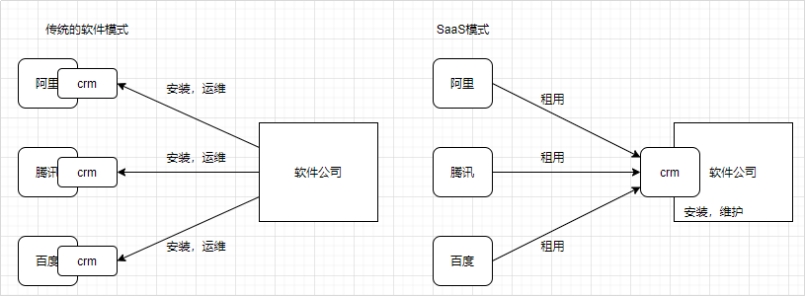 传统的软件模式
阿里
crm
安装，运维
腾讯
crm
安装，运维
软件公司
百度
crm
安装，运维
SaaS模式
阿里
租用
腾讯
租用
crm
软件公司
安装，维护
百度
租用